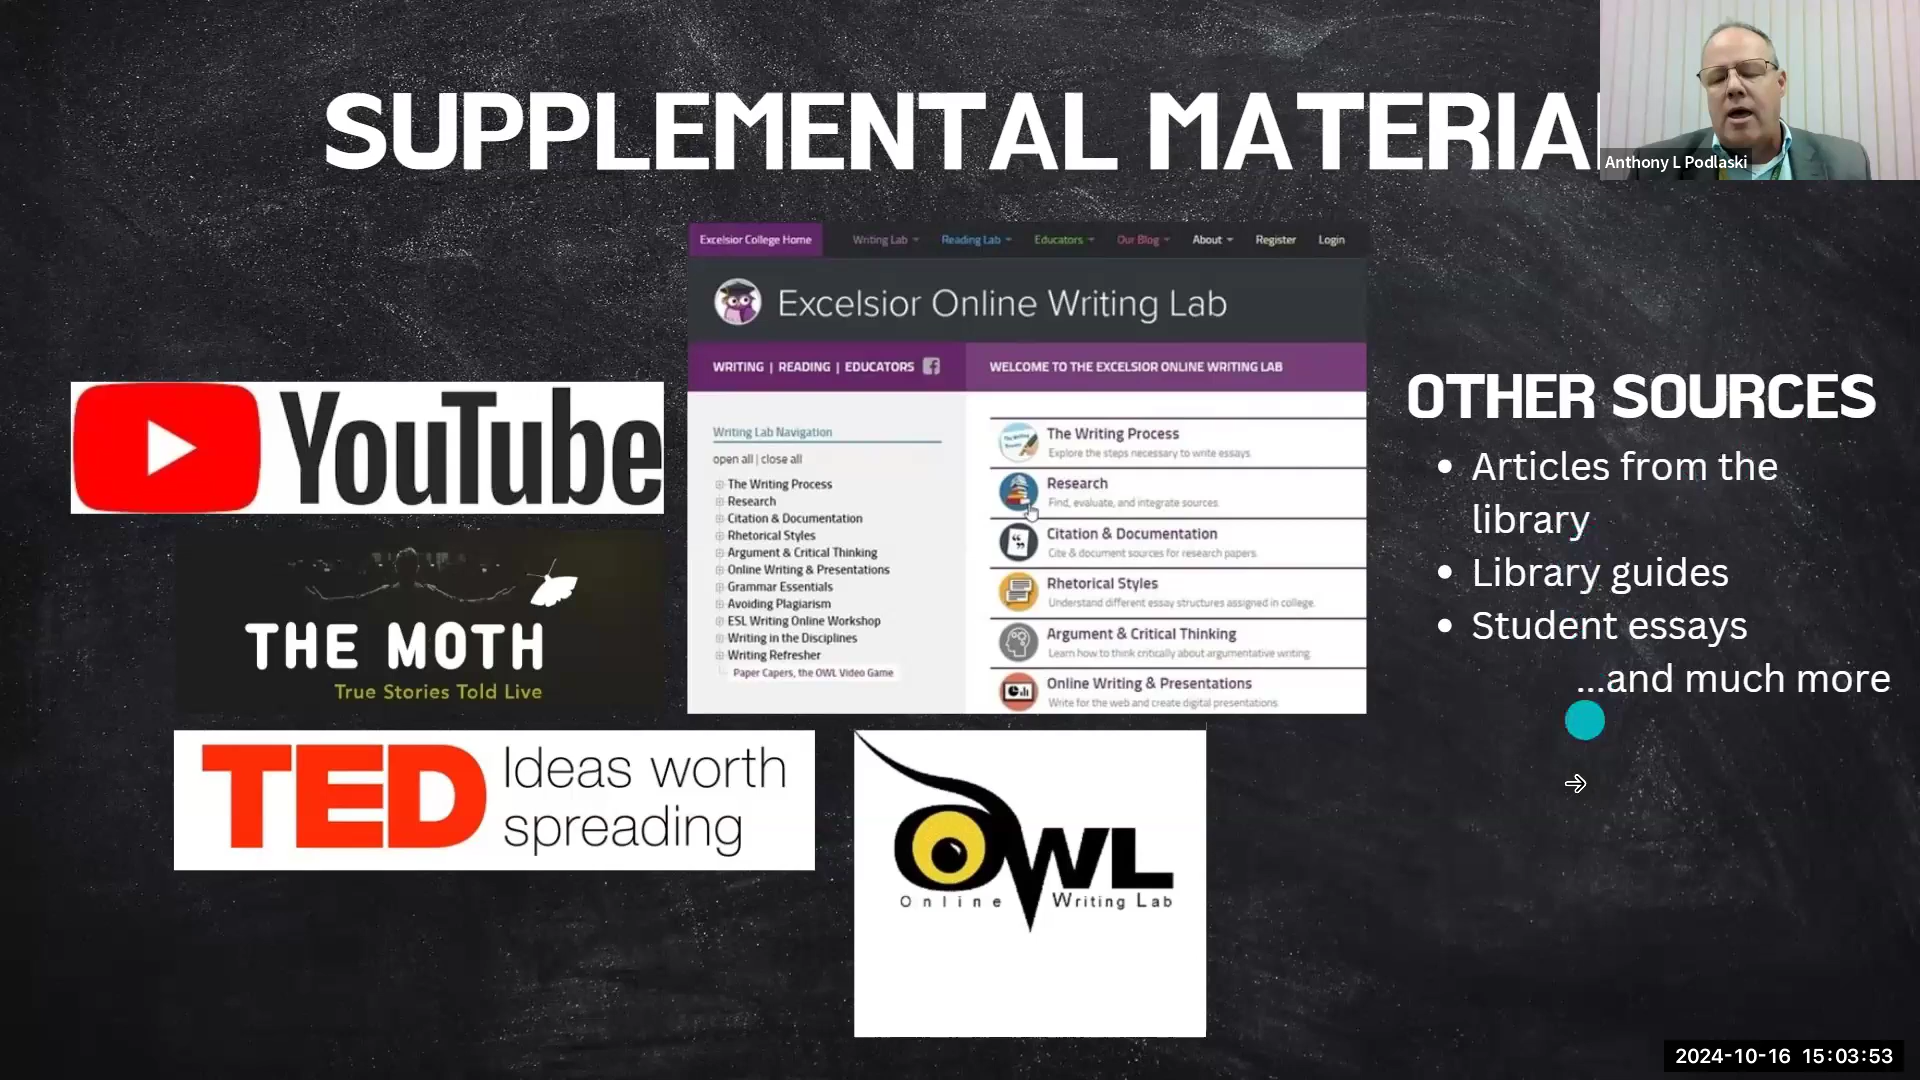 SUPPLEMENTAL MATERIA
Anthony L Podlaski
YouTube
THE MOTH
True Stories Told Live
TED Ideas worth
spreading
Excelsior College Home Writing Lab Reading Lab Educators Our Blog About Register Login
Excelsior Online Writing Lab
WRITING | READING | EDUCATORS
WELCOME TO THE EXCELSIOR ONLINE WRITING LAB
Writing Lab Navigation
open all | close all
The Writing Process
Research
Citation & Documentation
Rhetorical Styles
Argument & Critical Thinking
Online Writing & Presentations
Grammar Essentials
Avoiding Plagiarism
ESL Writing Online Workshop
Writing in the Disciplines
Writing Refresher
Paper Capers, the OWL Video Game
The Writing Process
Explore the steps necessary to write essays.
Research
Find, evaluate, and integrate sources.
Citation & Documentation
Cite & document sources for research papers.
Rhetorical Styles
Understand different essay structures assigned in college.
Argument & Critical Thinking
Learn how to think critically about argumentative writing.
Online Writing & Presentations
Write for the web and create digital presentations
OWL
Online Writing Lab
OTHER SOURCES
• Articles from the
library
• Library guides
• Student essays
...and much more
2024-10-16 15:03:53